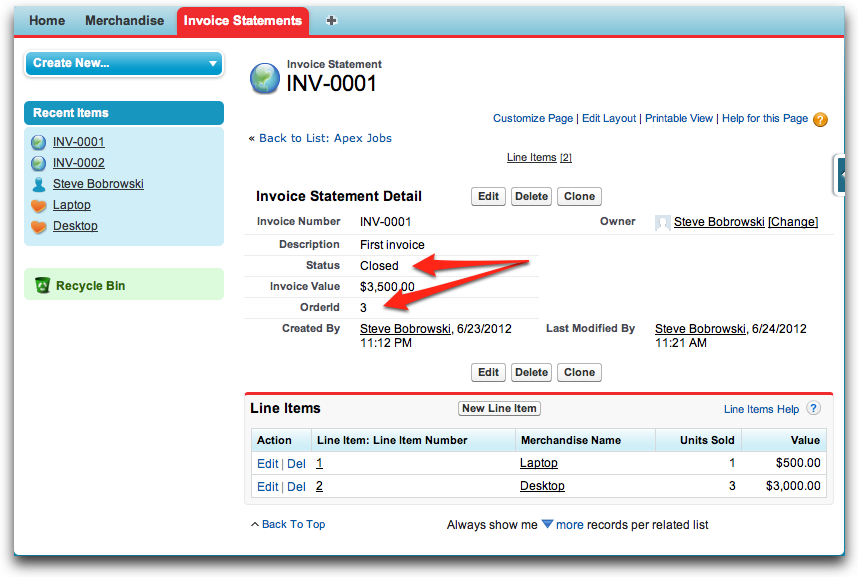 Home Merchandise Invoice Statements
Create New...
Recent Items
INV-0001
INV-0002
Steve Bobrowski
Laptop
Desktop
Recycle Bin
Invoice Statement
INV-0001
Customize Page | Edit Layout | Printable View | Help for this Page ?
« Back to List: Apex Jobs
Line Items [2]
Invoice Statement Detail Edit Delete Clone
Invoice Number INV-0001 Owner Steve Bobrowski [Change]
Description First invoice
Status Closed
Invoice Value $3,500.00
OrderId 3
Created By Steve Bobrowski, 6/23/2012 Last Modified By Steve Bobrowski, 6/24/2012
11:12 PM 11:21 AM
Edit Delete Clone
Line Items New Line Item Line Items Help ?
Action Line Item: Line Item Number Merchandise Name Units Sold Value
Edit | Del 1 Laptop 1 $500.00
Edit | Del 2 Desktop 3 $3,000.00
Back To Top Always show me more records per related list